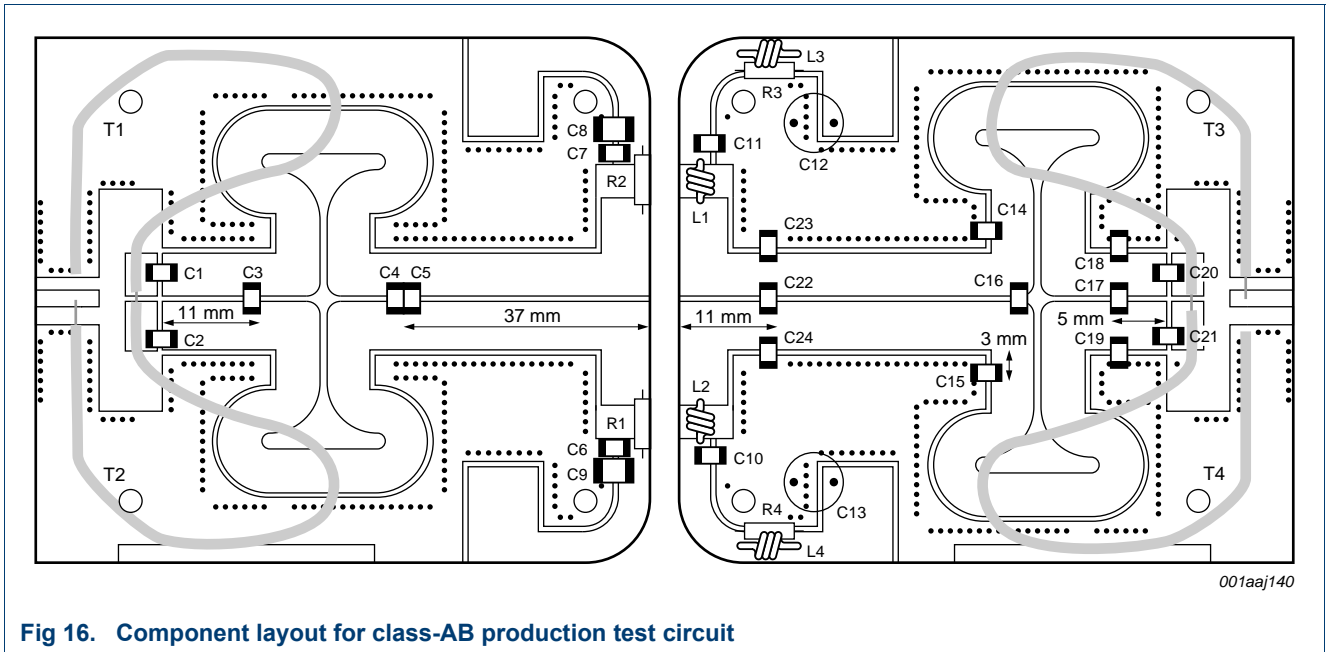 L3
R3
T1
T3
C8
C11
C7
C12
R2
L1
C14
C23
C18
C1
C3
C4 C5
C22
C16
C17
C20
11 mm
37 mm
11 mm
5 mm
3 mm
C2
C24
C19
C21
C15
L2
R1
C6
C10
C9
T2
T4
R4
C13
L4
001aaj140
Fig 16. Component layout for class-AB production test circuit